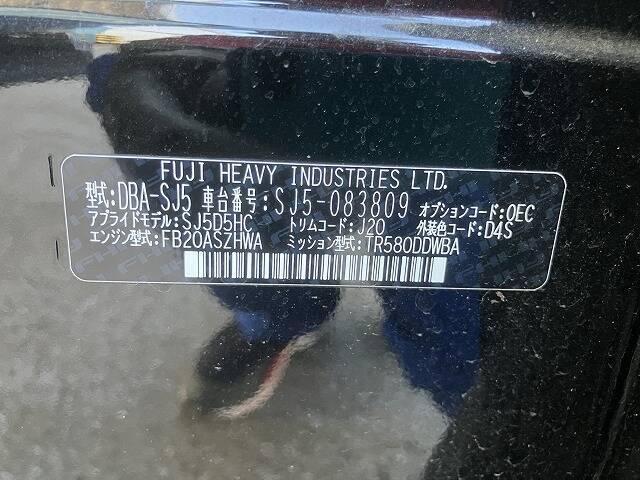 FUJI HEAVY INDUSTRIES LTD.
型式:DBA-SJ5 車台番号:SJ5-083809 オプションコード:OEC
アプライドモデル:SJ5D5HC トリムコード:J20 外装色コード:D4S
エンジン型式:FB20ASZHWA ミッション型式:TR580DDWBA